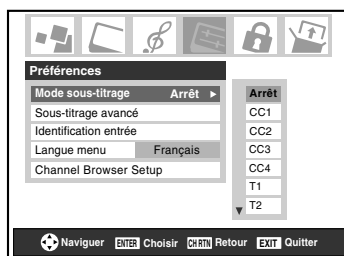 Préférences
Mode sous-titrage Arrêt ▸
Sous-titrage avancé
Identification entrée
Langue menu Français
Channel Browser Setup
Arrêt
CC1
CC2
CC3
CC4
T1
T2
Naviguer ENTER Choisir CH RTN Retour EXIT Quitter